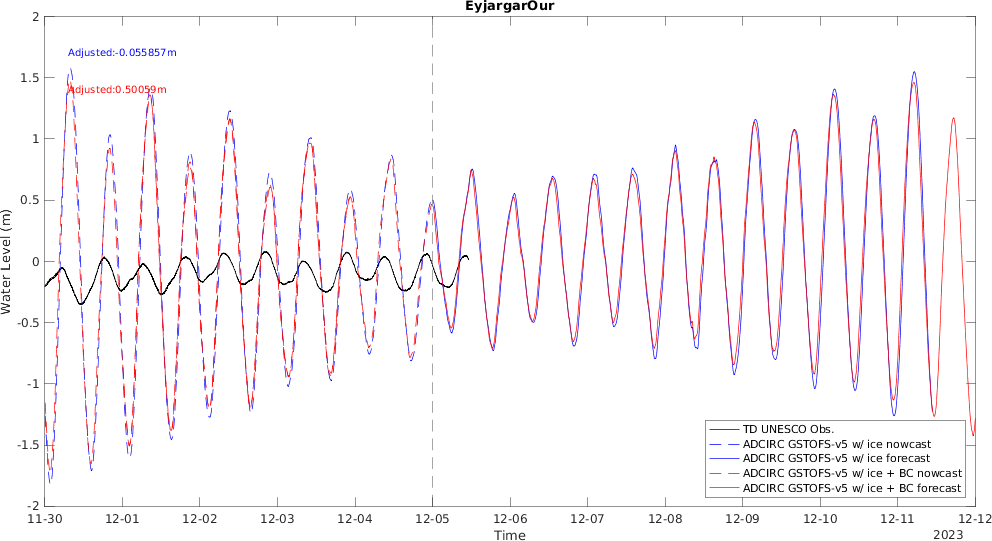 EyjargarOur
2
1.5
1
0.5
0
-0.5
-1
-1.5
-2
Water Level (m)
Adjusted:-0.055857m
Adjusted:0.50059m
TD UNESCO Obs.
ADCIRC GSTOFS-v5 w/ ice nowcast
ADCIRC GSTOFS-v5 w/ ice forecast
ADCIRC GSTOFS-v5 w/ ice + BC nowcast
ADCIRC GSTOFS-v5 w/ ice + BC forecast
11-30 12-01 12-02 12-03 12-04 12-05 12-06 12-07 12-08 12-09 12-10 12-11 12-12
Time
2023